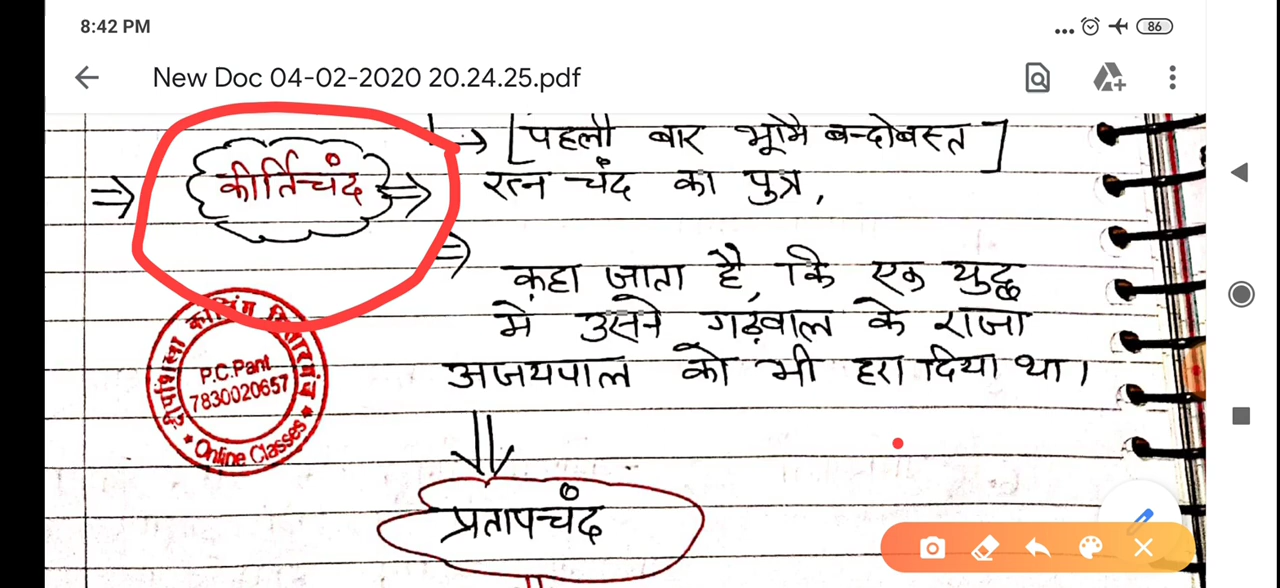 8:42 PM
86
New Doc 04-02-2020 20.24.25.pdf
→ [पहली बार भूमि बन्दोबस्त]
⇒ कीर्तिचंद ⇒ रत्न चंद का पुत्र,
⇒ कहा जाता है, कि एक युद्ध
में उसने गढ़वाल के राजा
अजयपाल को भी हरा दिया था।
P.C.Pant
7830020657
★ Online Classes ★
प्रतापचंद